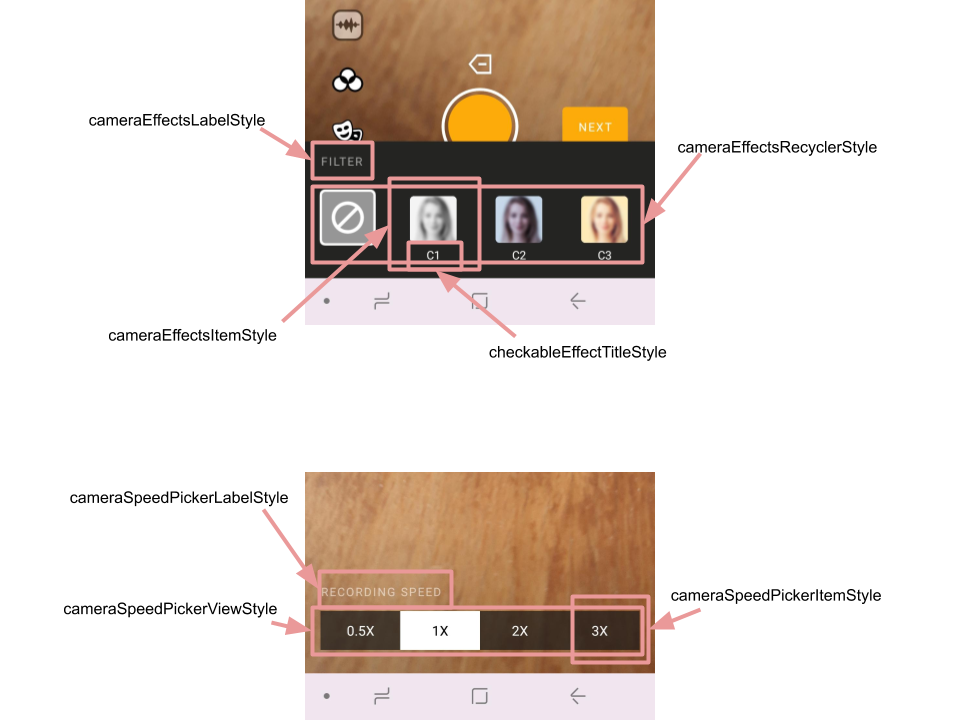 cameraEffectsLabelStyle
NEXT
cameraEffectsRecyclerStyle
FILTER
C1
C2
C3
cameraEffectsItemStyle
checkableEffectTitleStyle
cameraSpeedPickerLabelStyle
RECORDING SPEED
cameraSpeedPickerViewStyle
cameraSpeedPickerItemStyle
0.5X
1X
2X
3X